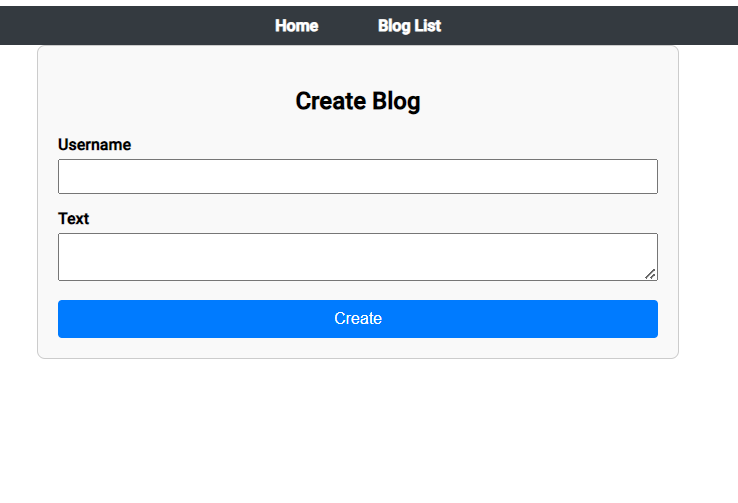 Home Blog List
Create Blog
Username
Text
Create